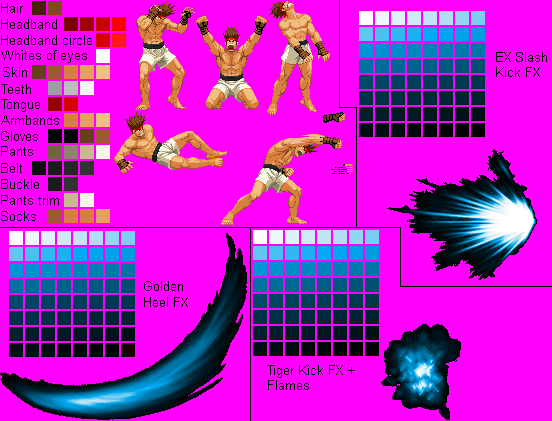 Hair
Headband
Headband circle
Whites of eyes
Skin
Teeth
Tongue
Armbands
Gloves
Pants
Belt
Buckle
Pants trim
Socks
EX Slash
Kick FX
Golden
Heel FX
Tiger Kick FX +
Flames